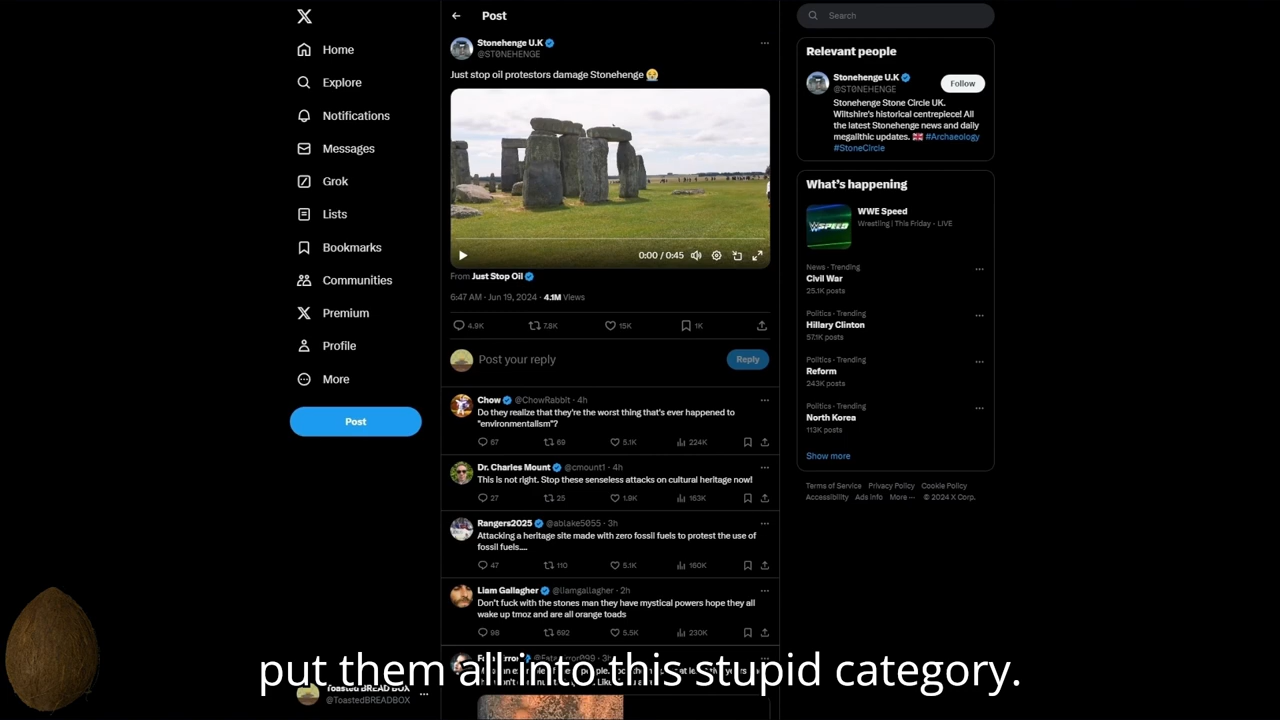 Home
Explore
Notifications
Messages
Grok
Lists
Bookmarks
Communities
Premium
Profile
More
Post
Toasted BREAD BOX
@ToastedBREADBOX
Post
Stonehenge U.K
@ST0NEHENGE
Just stop oil protestors damage Stonehenge
0:00 / 0:45
From Just Stop Oil
6:47 AM · Jun 19, 2024 · 4.1M Views
4.9K 7.8K 15K 1K
Post your reply
Reply
Chow @ChowRabbit · 4h
Do they realize that they're the worst thing that's ever happened to
"environmentalism"?
67 69 5.1K 224K
Dr. Charles Mount @cmount1 · 4h
This is not right. Stop these senseless attacks on cultural heritage now!
27 25 1.9K 183K
Rangers2025 @ablake5055 · 3h
Attacking a heritage site made with zero fossil fuels to protest the use of
fossil fuels....
47 110 5.1K 160K
Liam Gallagher @liamgallagher · 2h
Don't fuck with the stones man they have mystical powers hope they all
wake up tmoz and are all orange toads
98 692 5.5K 230K
put them all into this stupid category.
Search
Relevant people
Stonehenge U.K
@ST0NEHENGE
Follow
Stonehenge Stone Circle UK.
Wiltshire's historical centrepiece! All
the latest Stonehenge news and daily
megalithic updates. #Archaeology
#StoneCircle
What's happening
WWE SPEED
WWE Speed
Wrestling | This Friday · LIVE
News · Trending
Civil War
25.1K posts
Politics · Trending
Hillary Clinton
57.1K posts
Politics · Trending
Reform
243K posts
Politics · Trending
North Korea
113K posts
Show more
Terms of Service Privacy Policy Cookie Policy
Accessibility Ads info More ··· © 2024 X Corp.